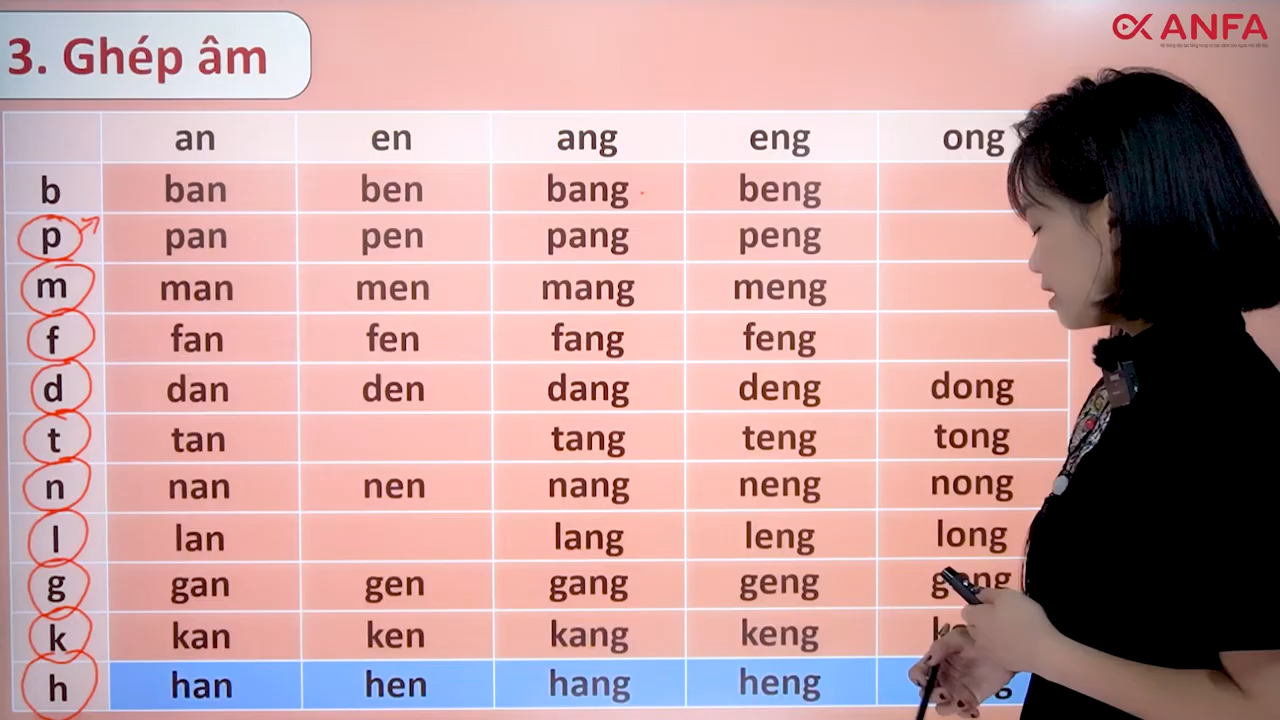 ANFA
3. Ghép âm
an en ang eng ong
b ban ben bang beng
p pan pen pang peng
m man men mang meng
f fan fen fang feng
d dan den dang deng dong
t tan tang teng tong
n nan nen nang neng nong
l lan lang leng long
g gan gen gang geng gong
k kan ken kang keng
h han hen hang heng